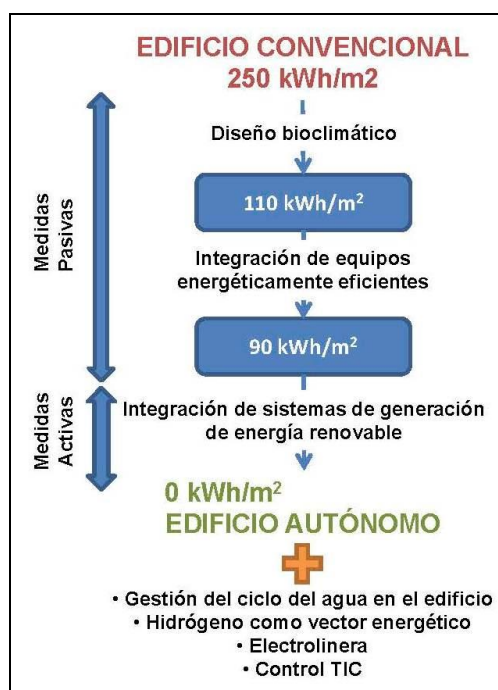 EDIFICIO CONVENCIONAL
250 kWh/m2
Diseño bioclimático
110 kWh/m²
Integración de equipos
energéticamente eficientes
90 kWh/m²
Medidas
Pasivas
Integración de sistemas de generación
de energía renovable
Medidas
Activas
0 kWh/m²
EDIFICIO AUTÓNOMO
• Gestión del ciclo del agua en el edificio
• Hidrógeno como vector energético
• Electrolinera
• Control TIC